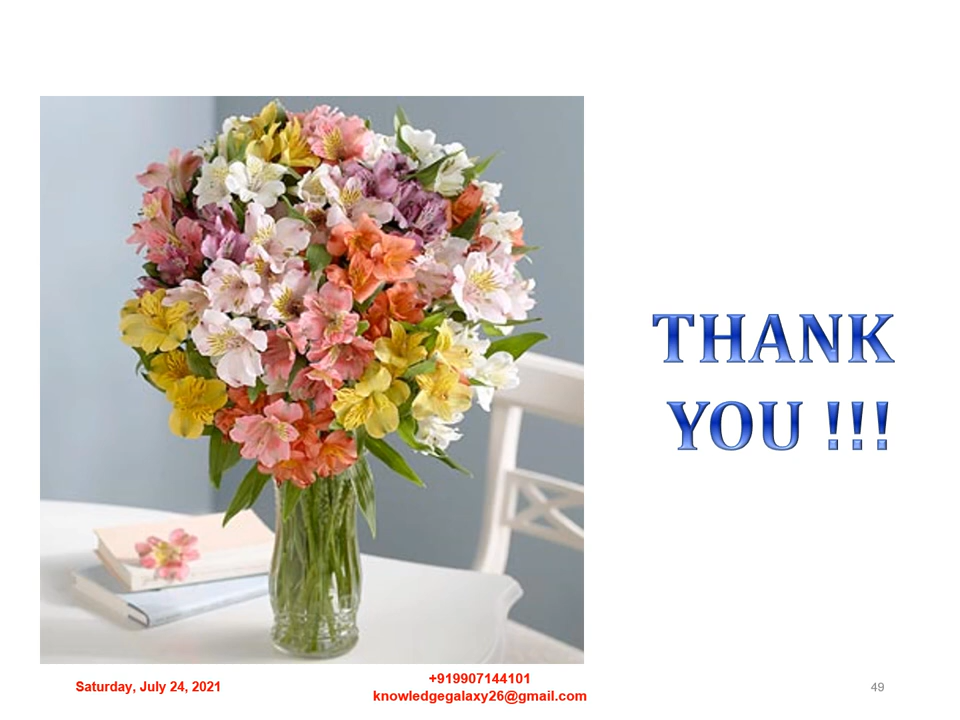 THANK
YOU !!!
Saturday, July 24, 2021
+919907144101
knowledgegalaxy26@gmail.com
49